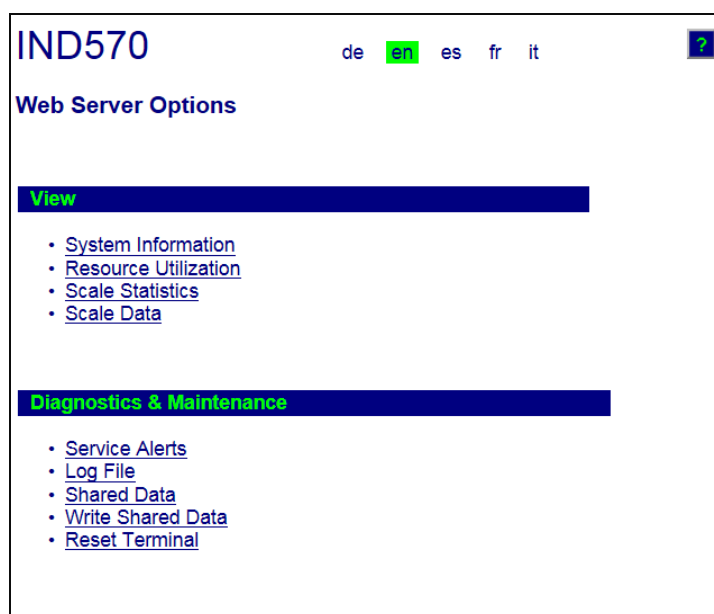 IND570 de en es fr it ?
Web Server Options
View
• System Information
• Resource Utilization
• Scale Statistics
• Scale Data
Diagnostics & Maintenance
• Service Alerts
• Log File
• Shared Data
• Write Shared Data
• Reset Terminal